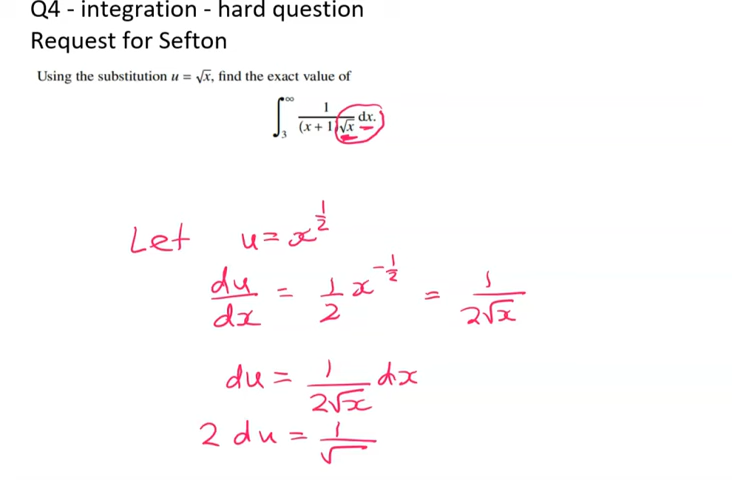 Q4 - integration - hard question
Request for Sefton
Using the substitution u = √x, find the exact value of
∫₃^∞ 1/((x + 1)√x) dx.
Let u = x^(1/2)
du/dx = 1/2 x^(-1/2) = 1/(2√x)
du = 1/(2√x) dx
2 du = 1/√